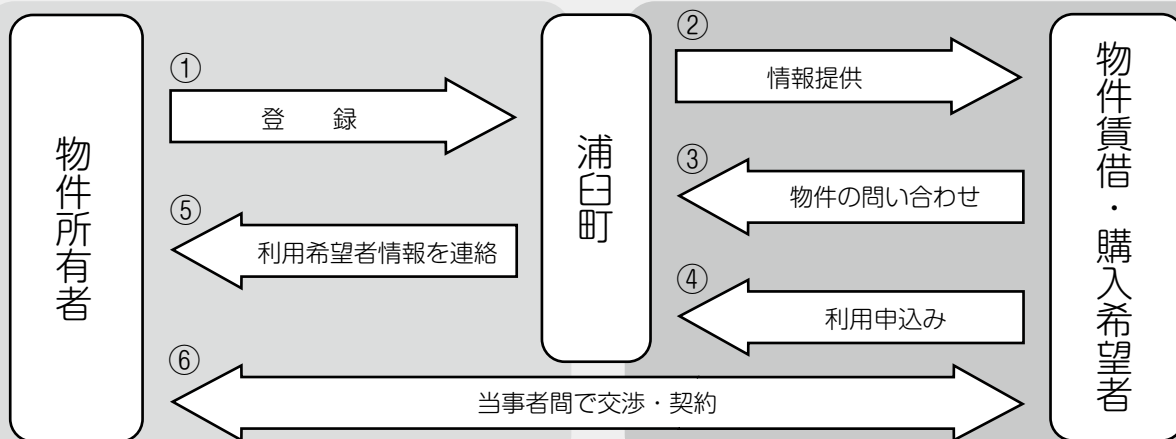 物件所有者
浦臼町
物件賃借・購入希望者
①
登　録
②
情報提供
③
物件の問い合わせ
④
利用申込み
⑤
利用希望者情報を連絡
⑥
当事者間で交渉・契約